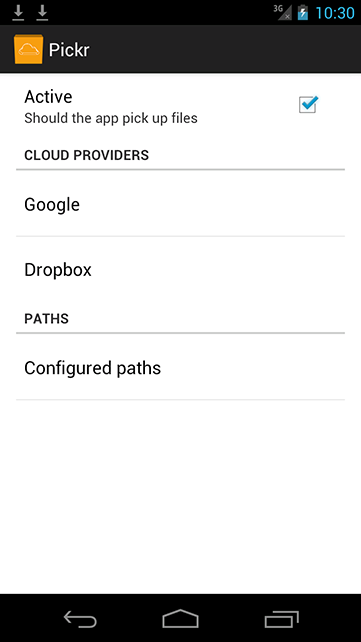 3G
10:30
Pickr
Active
Should the app pick up files
CLOUD PROVIDERS
Google
Dropbox
PATHS
Configured paths